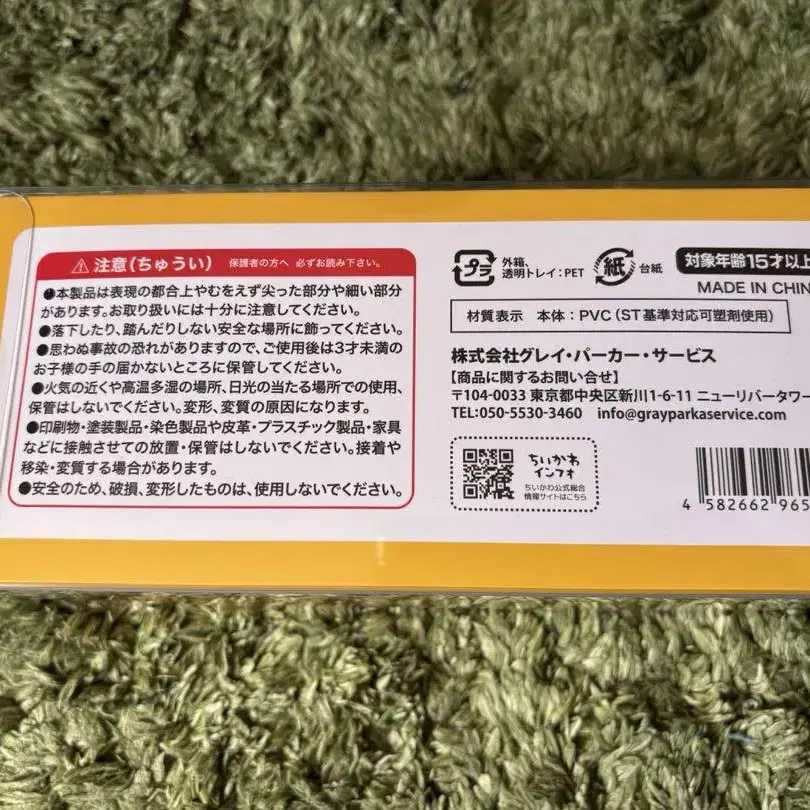 注意(ちゅうい) 保護者の方へ 必ずお読み下さい。
●本製品は表現の都合上やむをえず尖った部分や細い部分
があります。お取り扱いには十分に注意してください。
●落下したり、踏んだりしない安全な場所に飾ってください。
●思わぬ事故の恐れがありますので、ご使用後は3才未満の
お子様の手の届かないところに保管してください。
●火気の近くや高温多湿の場所、日光の当たる場所での使用、
保管はしないでください。変形、変質の原因になります。
●印刷物・塗装製品・染色製品や皮革・プラスチック製品・家具
などに接触させての放置・保管はしないでください。接着や
移染・変質する場合があります。
●安全のため、破損、変形したものは、使用しないでください。
プラ
外箱、
透明トレイ:PET
紙 台紙
対象年齢15才以上
MADE IN CHIN
材質表示 本体:PVC(ST基準対応可塑剤使用)
株式会社グレイ・パーカー・サービス
【商品に関するお問い合せ】
〒104-0033 東京都中央区新川1-6-11 ニューリバータワー
TEL:050-5530-3460 info@grayparkaservice.com
ちいかわ
インフォ
ちいかわ公式総合
情報サイトはこちら
4 582662 965